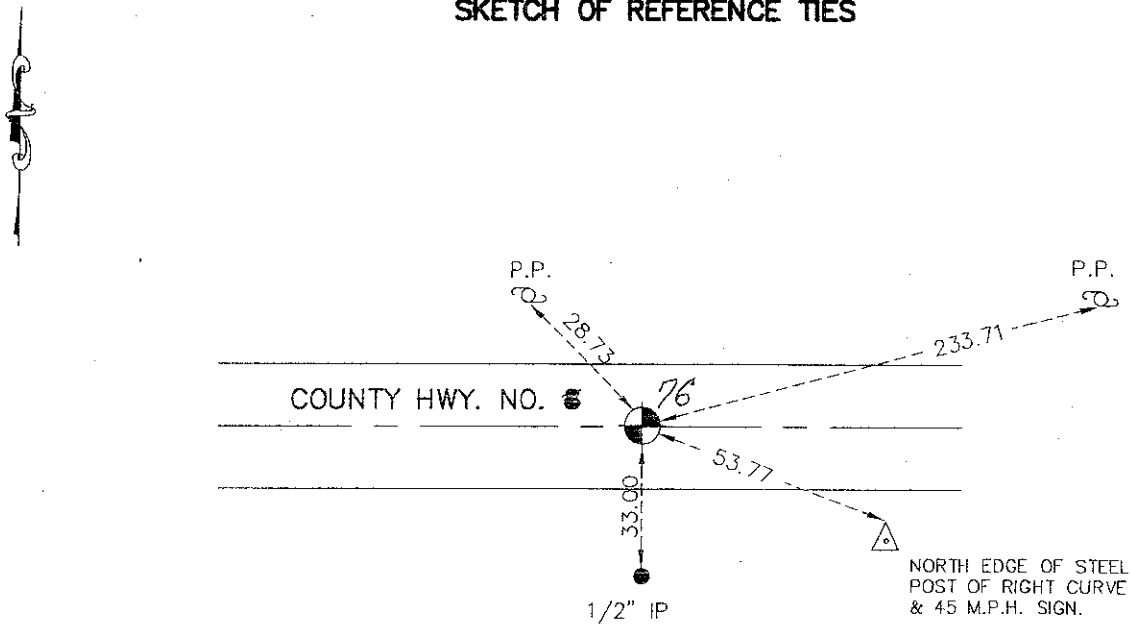 SKETCH OF REFERENCE TIES
P.P.
P.P.
28.73
233.71
COUNTY HWY. NO.
76
53.77
33.00
NORTH EDGE OF STEEL
POST OF RIGHT CURVE
& 45 M.P.H. SIGN.
1/2" IP